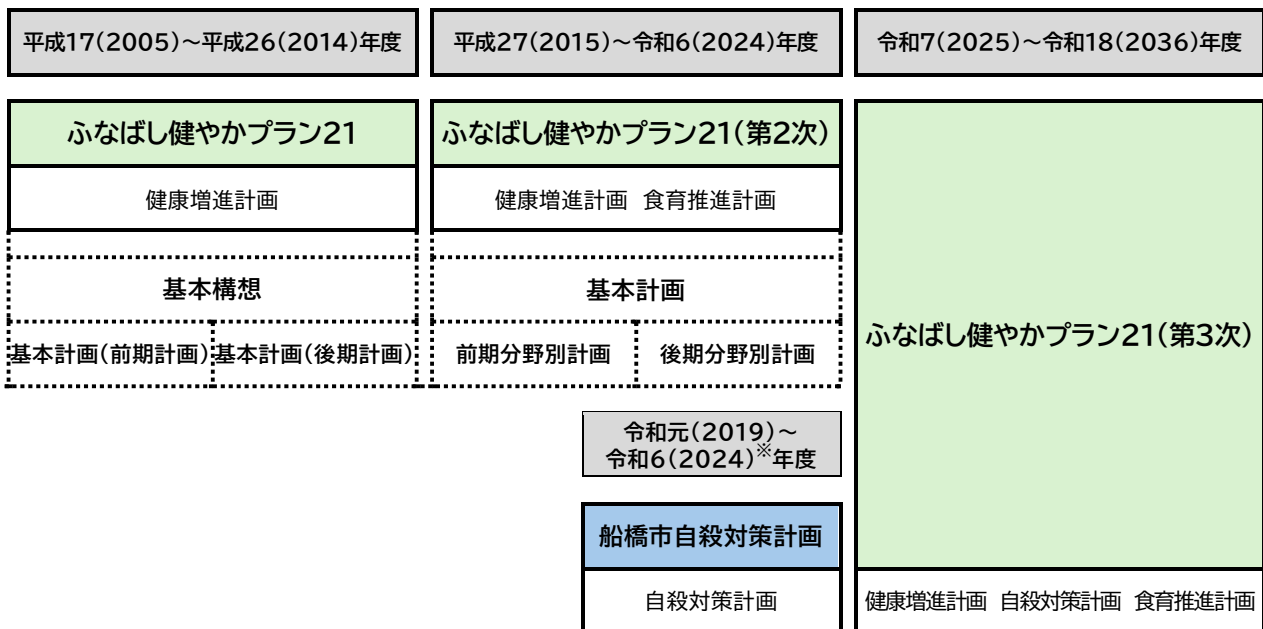 平成17(2005)～平成26(2014)年度
平成27(2015)～令和6(2024)年度
令和7(2025)～令和18(2036)年度
ふなばし健やかプラン21
健康増進計画
基本構想
基本計画(前期計画)
基本計画(後期計画)
ふなばし健やかプラン21(第2次)
健康増進計画 食育推進計画
基本計画
前期分野別計画
後期分野別計画
令和元(2019)～
令和6(2024)※年度
船橋市自殺対策計画
自殺対策計画
ふなばし健やかプラン21(第3次)
健康増進計画 自殺対策計画 食育推進計画